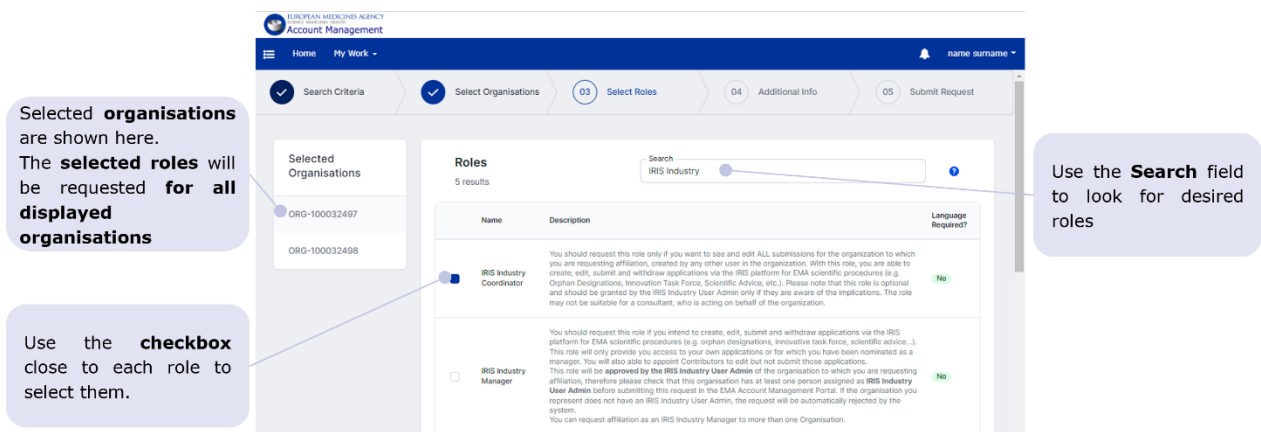 EUROPEAN MEDICINES AGENCY
SCIENCE MEDICINES HEALTH
Account Management
Home My Work
name surname
Search Criteria
Select Organisations
03 Select Roles
04 Additional Info
05 Submit Request
Selected organisations
are shown here.
The selected roles will
be requested for all
displayed
organisations
Use the checkbox
close to each role to
select them.
Selected
Organisations
ORG-100032497
ORG-100032498
Roles
5 results
Search
IRIS Industry
?
Name Description Language
Required?
IRIS Industry
Coordinator
You should request this role only if you want to see and edit ALL submissions for the organization to which
you are requesting affiliation, created by any other user in the organization. With this role, you are able to
create, edit, submit and withdraw applications via the IRIS platform for EMA scientific procedures (e.g.
Orphan Designations, Innovation Task Force, Scientific Advice, etc.). Please note that this role is optional
and should be granted by the IRIS Industry User Admin only if they are aware of the implications. The role
may not be suitable for a consultant, who is acting on behalf of the organization.
No
IRIS Industry
Manager
You should request this role if you intend to create, edit, submit and withdraw applications via the IRIS
platform for EMA scientific procedures (e.g. orphan designations, innovative task force, scientific advice...).
This role will only provide you access to your own applications or for which you have been nominated as a
manager. You will also able to appoint Contributors to edit but not submit those applications.
This role will be approved by the IRIS Industry User Admin of the organisation to which you are requesting
affiliation, therefore please check that this organisation has at least one person assigned as IRIS Industry
User Admin before submitting this request in the EMA Account Management Portal. If the organisation you
represent does not have an IRIS Industry User Admin, the request will be automatically rejected by the
system.
You can request affiliation as an IRIS Industry Manager to more than one Organisation.
No
Use the Search field
to look for desired
roles